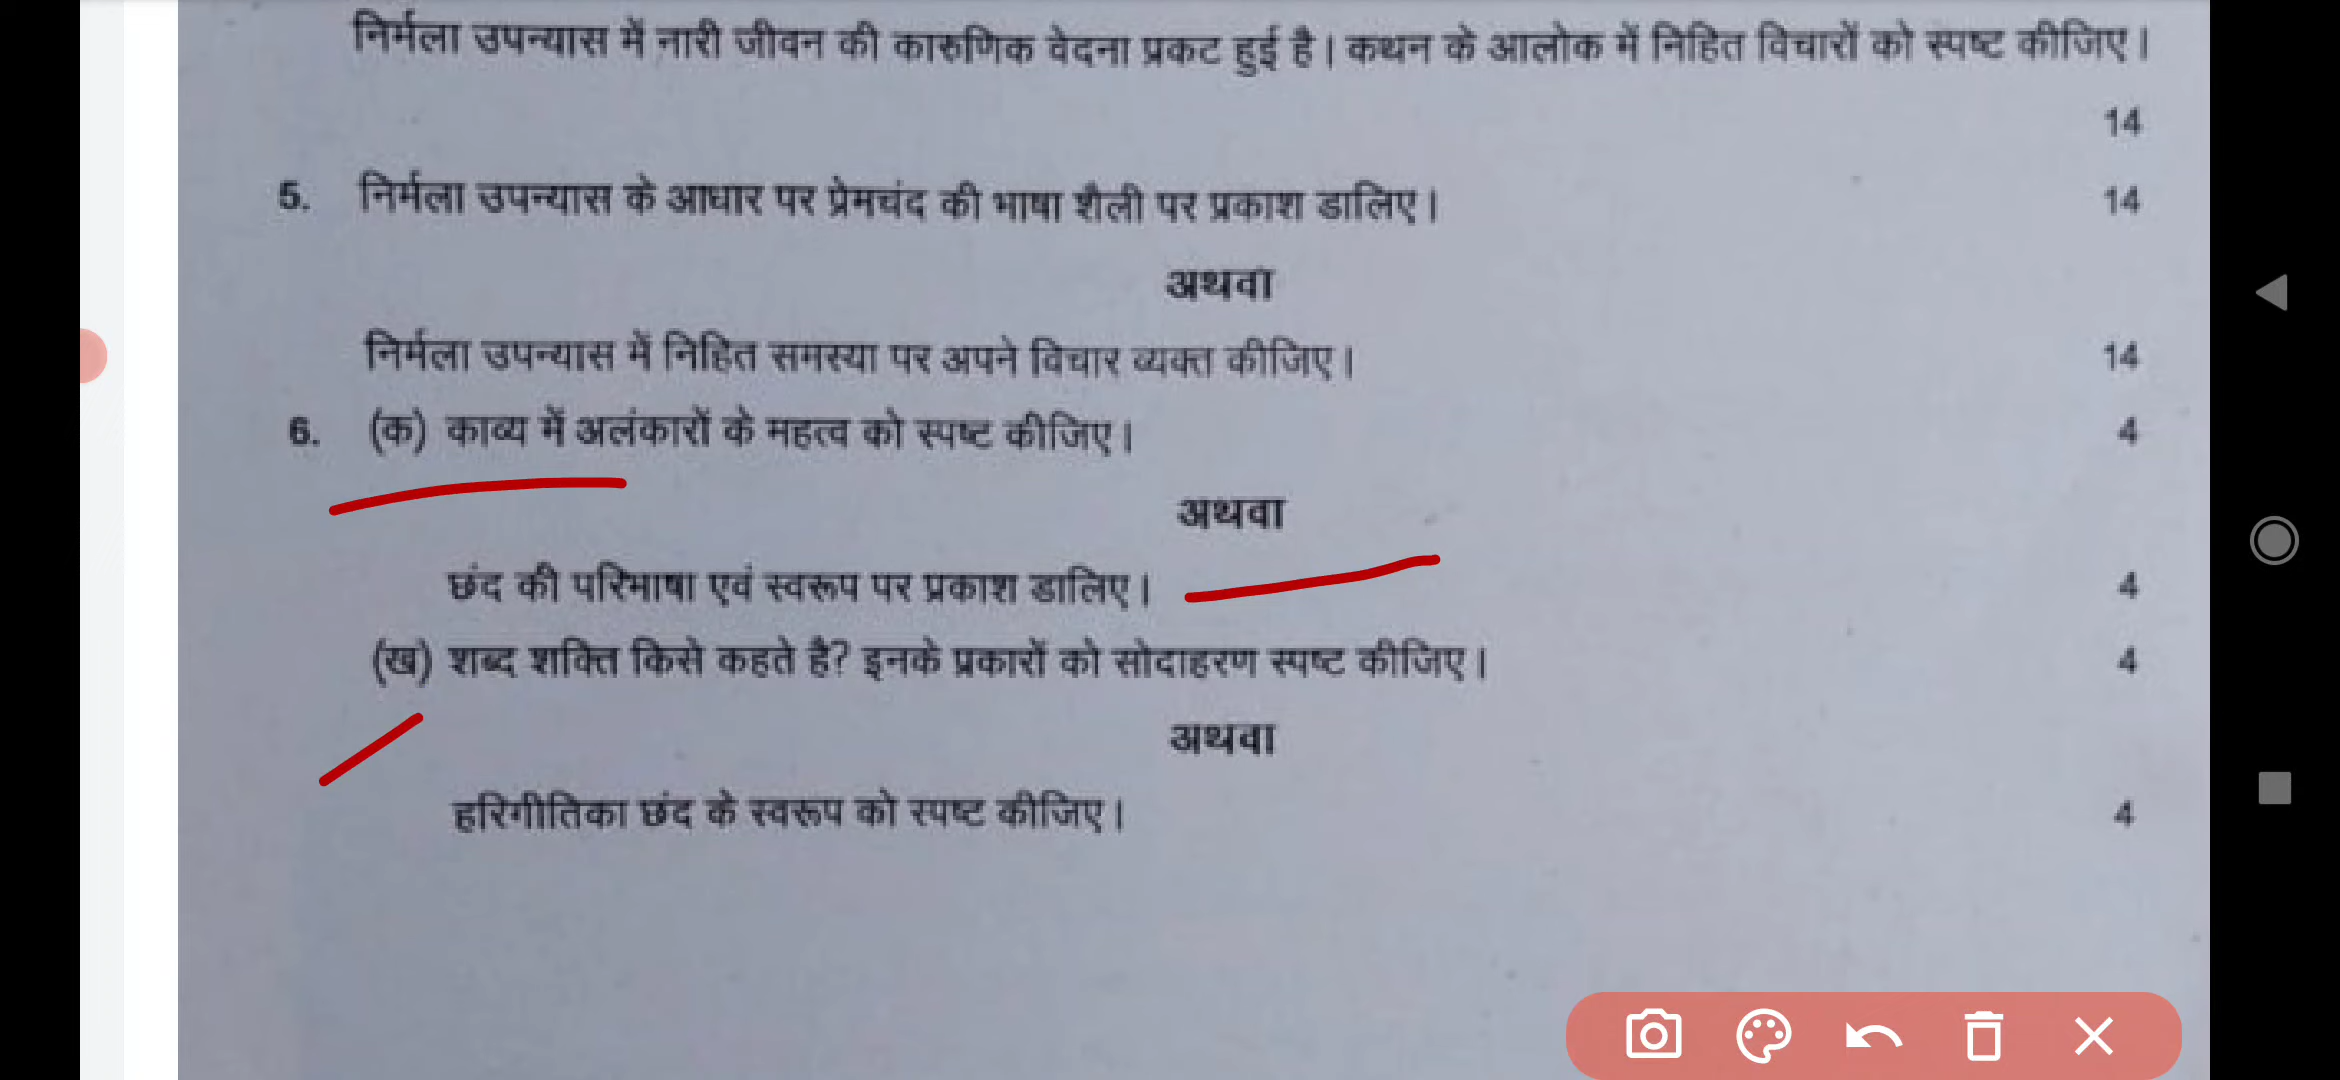 निर्मला उपन्यास में नारी जीवन की कारुणिक वेदना प्रकट हुई है। कथन के आलोक में निहित विचारों को स्पष्ट कीजिए।
14
5. निर्मला उपन्यास के आधार पर प्रेमचंद की भाषा शैली पर प्रकाश डालिए। 14
अथवा
निर्मला उपन्यास में निहित समस्या पर अपने विचार व्यक्त कीजिए। 14
6. (क) काव्य में अलंकारों के महत्व को स्पष्ट कीजिए। 4
अथवा
छंद की परिभाषा एवं स्वरूप पर प्रकाश डालिए। 4
(ख) शब्द शक्ति किसे कहते है? इनके प्रकारों को सोदाहरण स्पष्ट कीजिए। 4
अथवा
हरिगीतिका छंद के स्वरूप को स्पष्ट कीजिए। 4